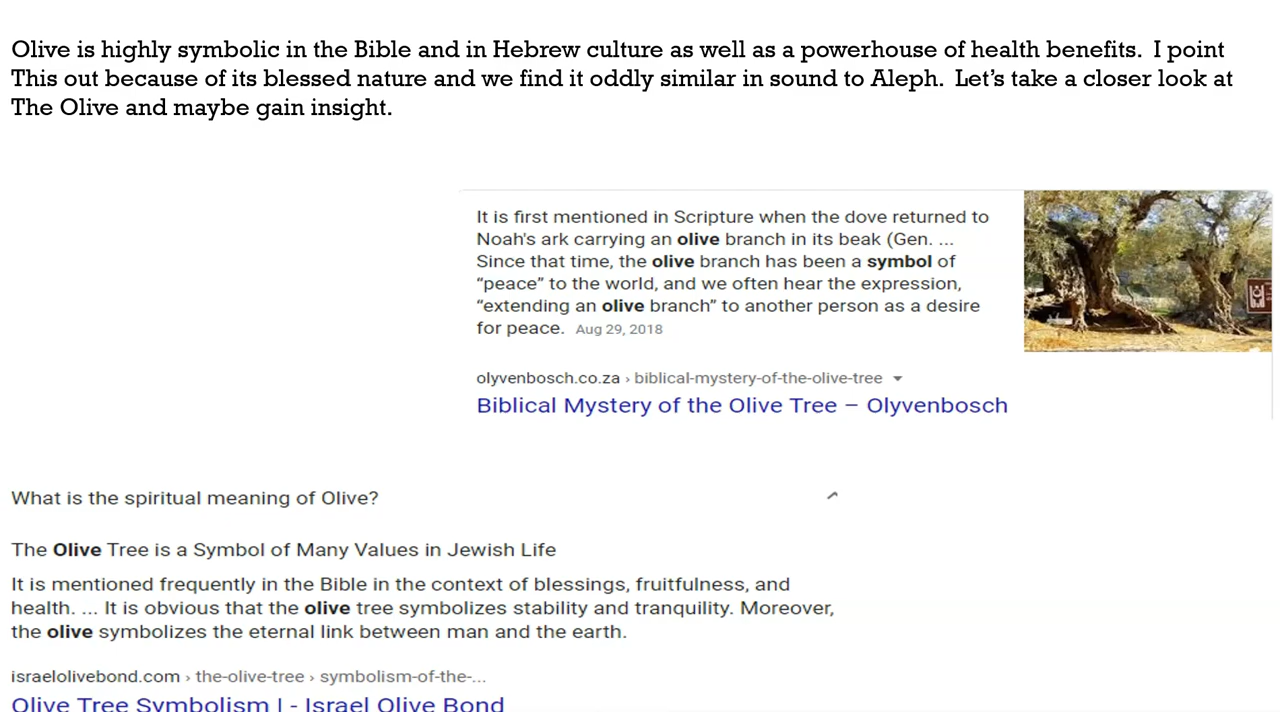 Olive is highly symbolic in the Bible and in Hebrew culture as well as a powerhouse of health benefits.  I point
This out because of its blessed nature and we find it oddly similar in sound to Aleph.  Let’s take a closer look at
The Olive and maybe gain insight.
It is first mentioned in Scripture when the dove returned to
Noah's ark carrying an olive branch in its beak (Gen. ...
Since that time, the olive branch has been a symbol of
“peace” to the world, and we often hear the expression,
“extending an olive branch” to another person as a desire
for peace. Aug 29, 2018
olyvenbosch.co.za › biblical-mystery-of-the-olive-tree
Biblical Mystery of the Olive Tree – Olyvenbosch
What is the spiritual meaning of Olive?
The Olive Tree is a Symbol of Many Values in Jewish Life
It is mentioned frequently in the Bible in the context of blessings, fruitfulness, and
health. ... It is obvious that the olive tree symbolizes stability and tranquility. Moreover,
the olive symbolizes the eternal link between man and the earth.
israelolivebond.com › the-olive-tree › symbolism-of-the-...
Olive Tree Symbolism | - Israel Olive Bond